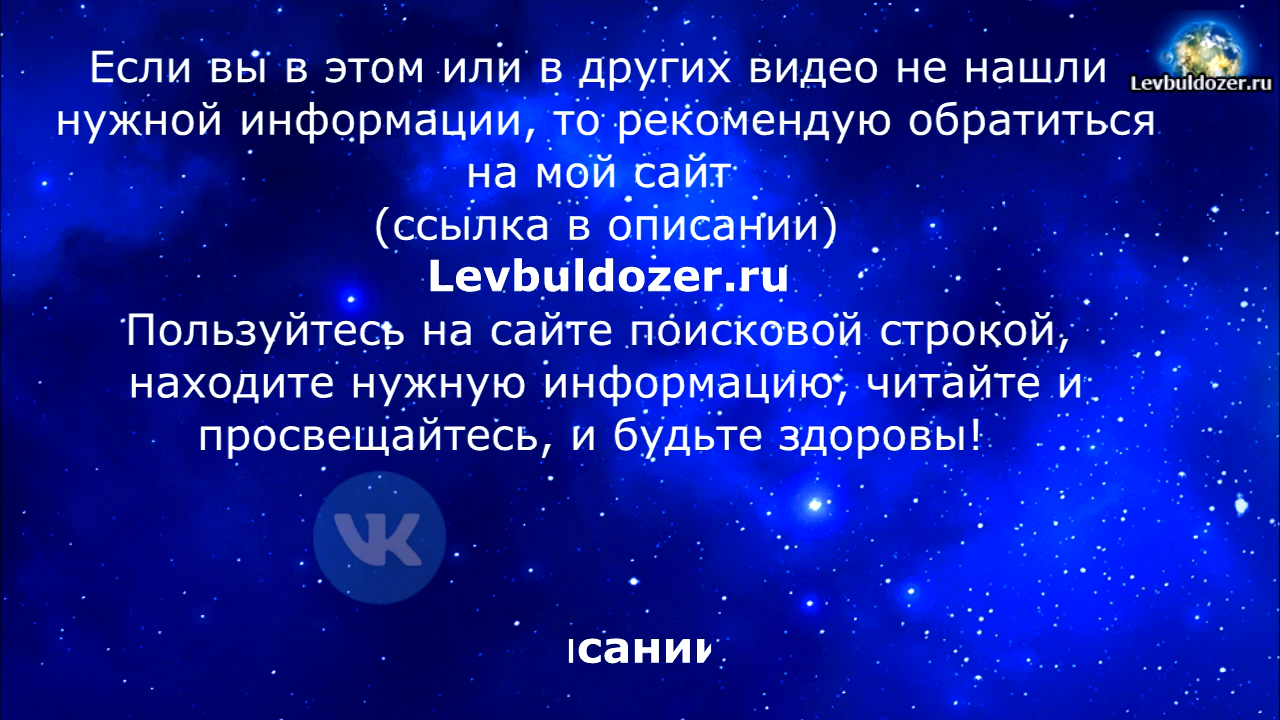 Если вы в этом или в других видео не нашли
нужной информации, то рекомендую обратиться
на мой сайт
(ссылка в описании)
Levbuldozer.ru
Пользуйтесь на сайте поисковой строкой,
находите нужную информацию, читайте и
просвещайтесь, и будьте здоровы!
Levbuldozer.ru
VK